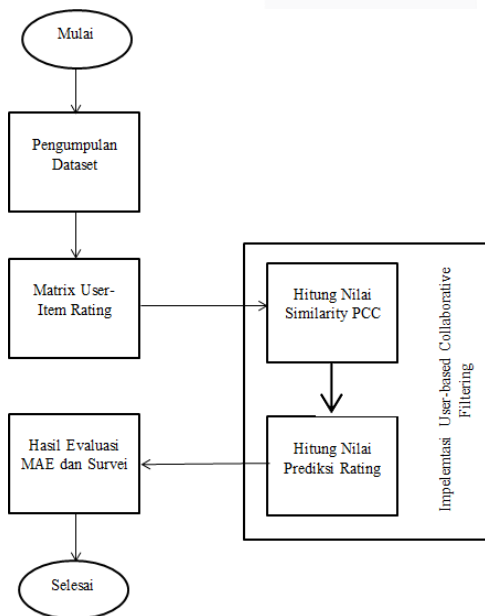 Mulai
Pengumpulan
Dataset
Matrix User-
Item Rating
Hitung Nilai
Similarity PCC
Hitung Nilai
Prediksi Rating
Impelentasi User-based Collaborative
Filtering
Hasil Evaluasi
MAE dan Survei
Selesai